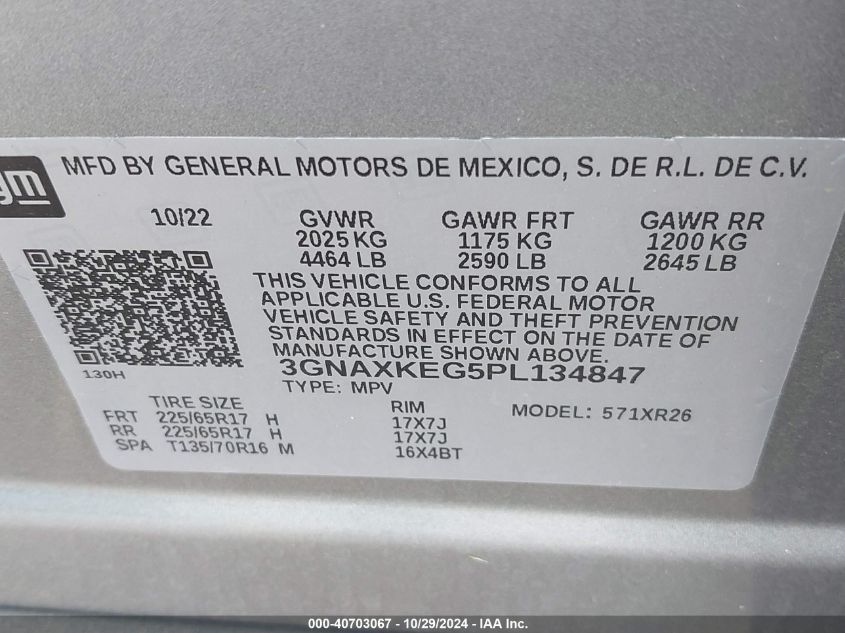 gm MFD BY GENERAL MOTORS DE MEXICO, S. DE R.L. DE C.V.
10/22 GVWR GAWR FRT GAWR RR
2025 KG 1175 KG 1200 KG
4464 LB 2590 LB 2645 LB
THIS VEHICLE CONFORMS TO ALL
APPLICABLE U.S. FEDERAL MOTOR
VEHICLE SAFETY AND THEFT PREVENTION
STANDARDS IN EFFECT ON THE DATE OF
MANUFACTURE SHOWN ABOVE.
130H 3GNAXKEG5PL134847
TYPE: MPV
TIRE SIZE RIM MODEL: 571XR26
FRT 225/65R17 H 17X7J
RR 225/65R17 H 17X7J
SPA T135/70R16 M 16X4BT
000-40703067 - 10/29/2024 - IAA Inc.